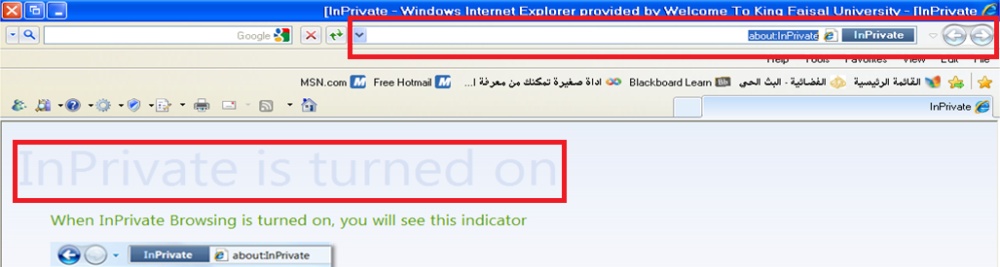 [InPrivate - Windows Internet Explorer provided by Welcome To King Faisal University - [InPrivate
Google
about:InPrivate
InPrivate
Help Tools Favorites View Edit File
MSN.com
Free Hotmail
اداة صغيرة تمكنك من معرفة ا...
Blackboard Learn
الفضائية - البث الحي
القائمة الرئيسية
InPrivate
InPrivate is turned on
When InPrivate Browsing is turned on, you will see this indicator
InPrivate about:InPrivate